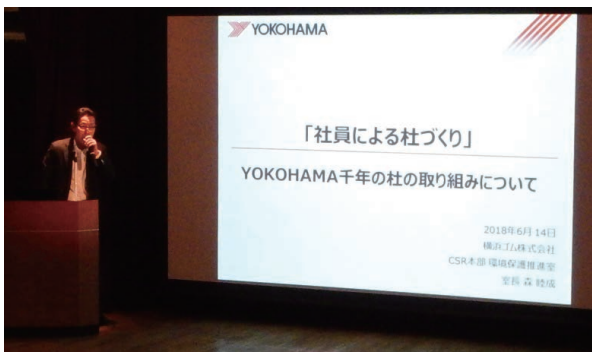 YOKOHAMA
「社員による杜づくり」
YOKOHAMA千年の杜の取り組みについて
2018年6月14日
横浜ゴム株式会社
CSR本部 環境保護推進室
室長 森 睦成